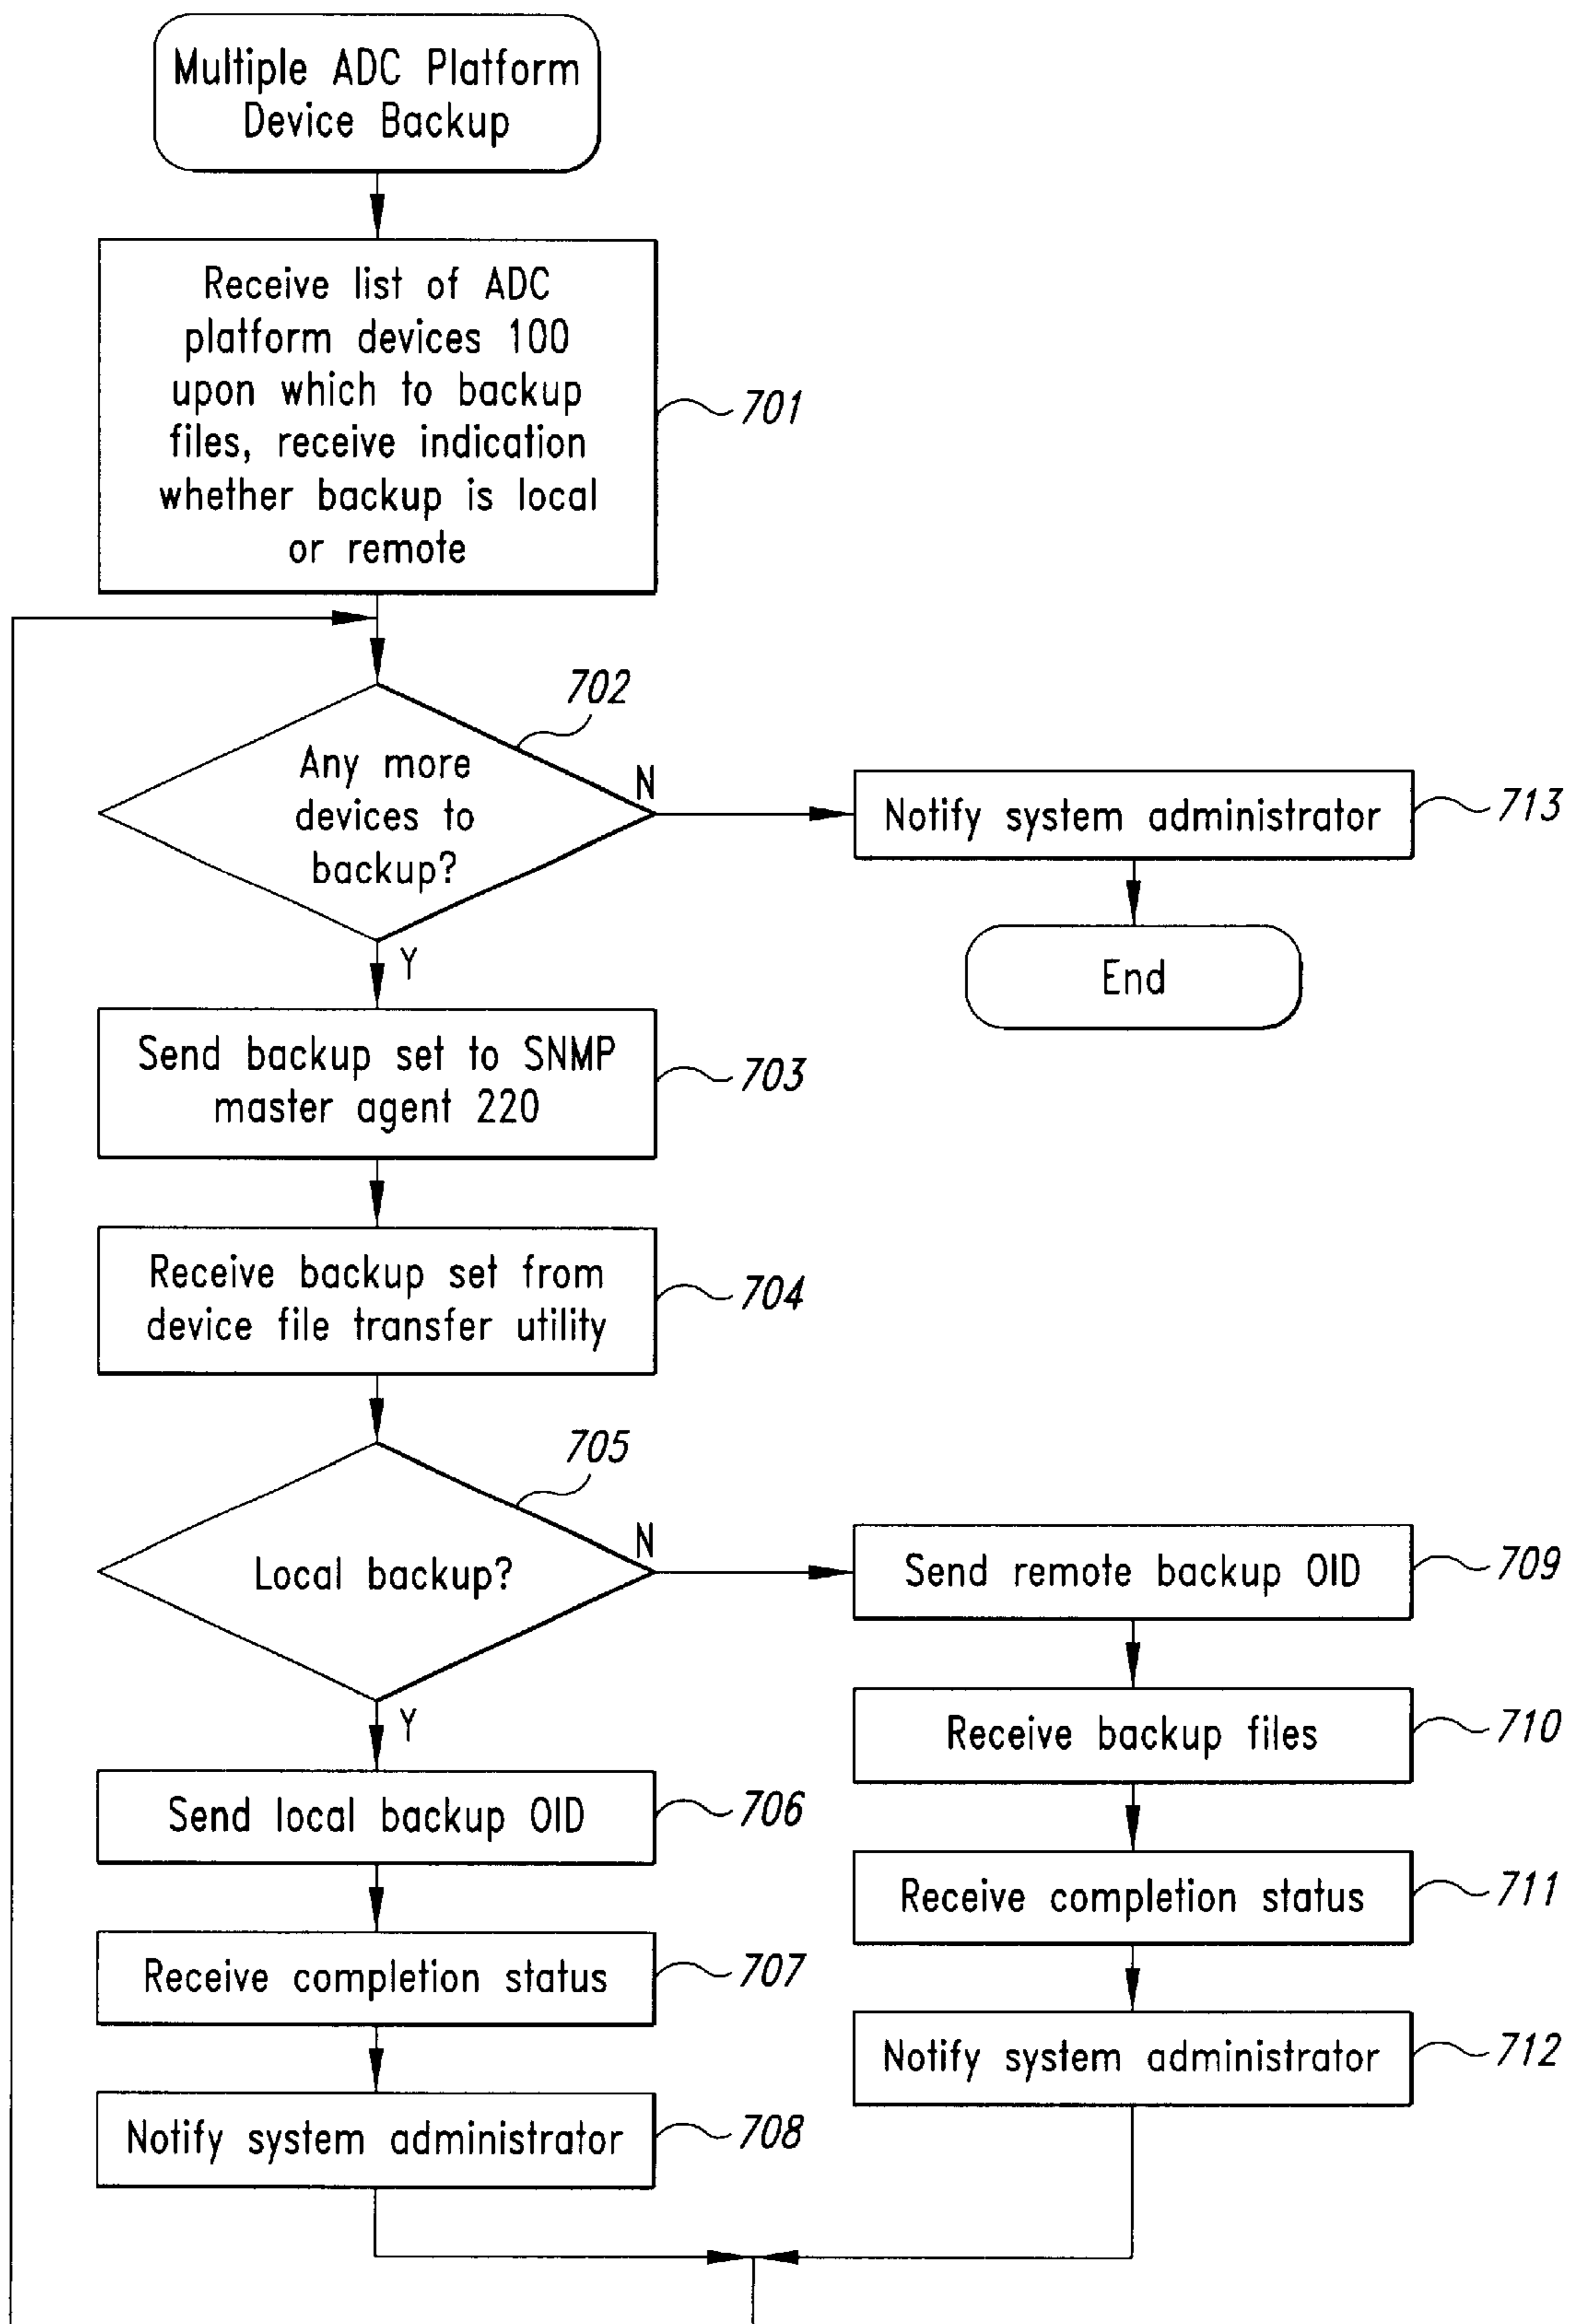 Multiple ADC Platform
Device Backup
Receive list of ADC
platform devices 100
upon which to backup
files, receive indication
whether backup is local
or remote
701
702
Any more
devices to
backup?
N
Notify system administrator
713
Y
End
Send backup set to SNMP
master agent 220
703
Receive backup set from
device file transfer utility
704
705
Local backup?
N
Send remote backup OID
709
Y
Receive backup files
710
Send local backup OID
706
Receive completion status
711
Receive completion status
707
Notify system administrator
712
Notify system administrator
708